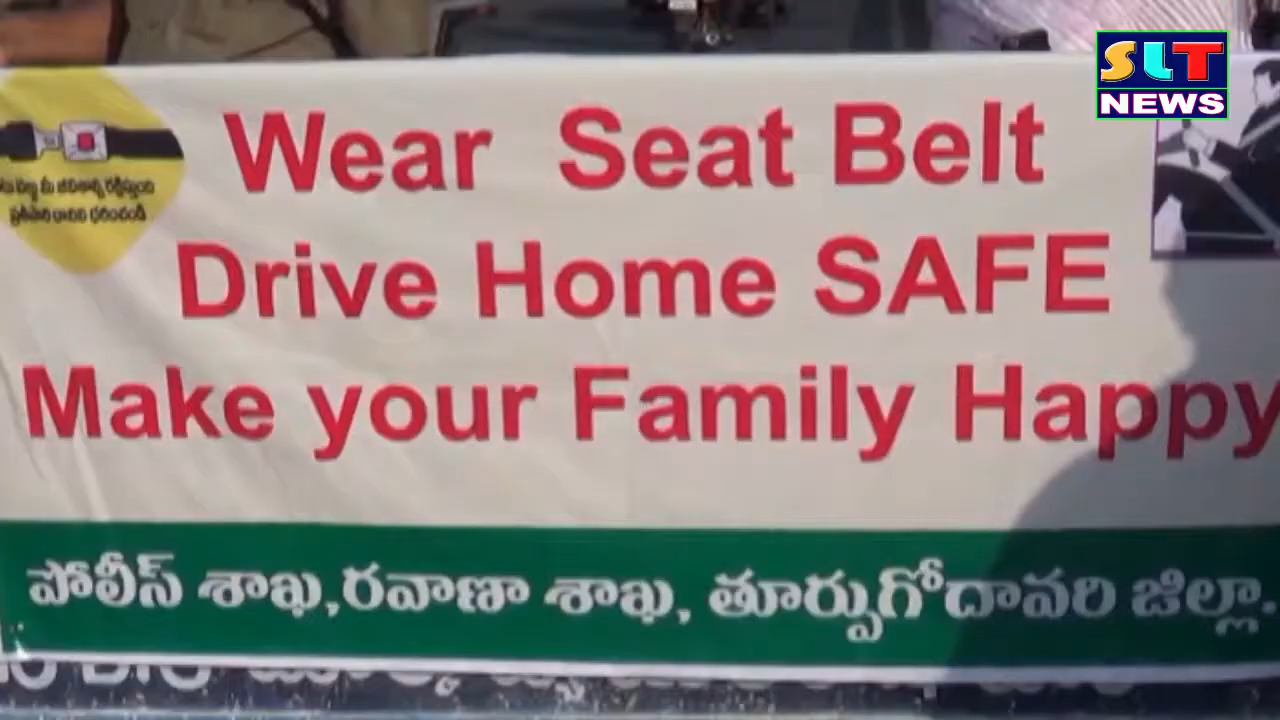 SLT
NEWS
Wear Seat Belt
Drive Home SAFE
Make your Family Happy
పోలీస్ శాఖ,రవాణా శాఖ, తూర్పుగోదావరి జిల్లా.